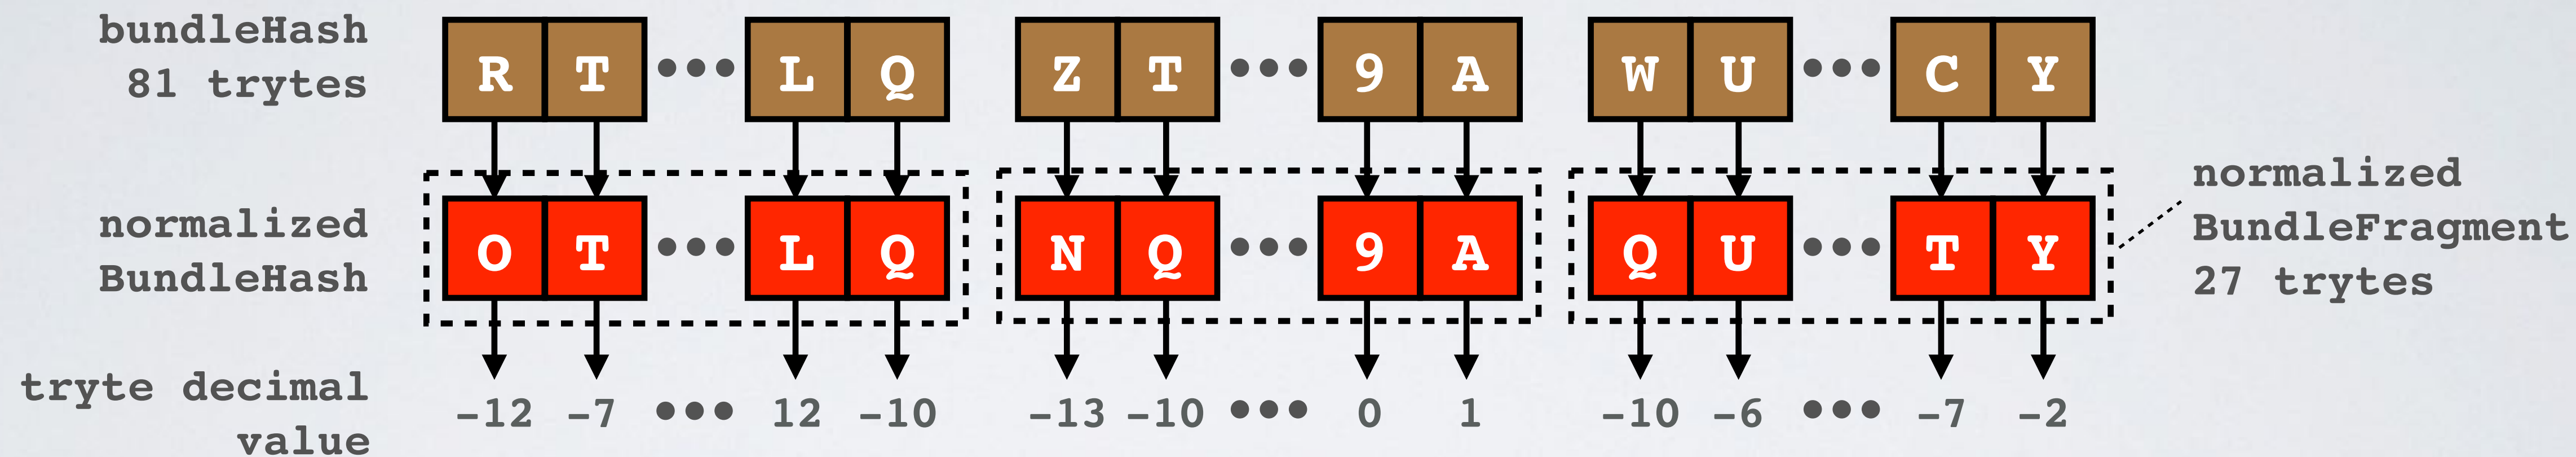 bundleHash
81 trytes
R T ••• L Q Z T ••• 9 A W U ••• C Y
normalized
BundleHash
O T ••• L Q N Q ••• 9 A Q U ••• T Y
normalized
BundleFragment
27 trytes
tryte decimal
value
-12 -7 ••• 12 -10 -13 -10 ••• 0 1 -10 -6 ••• -7 -2